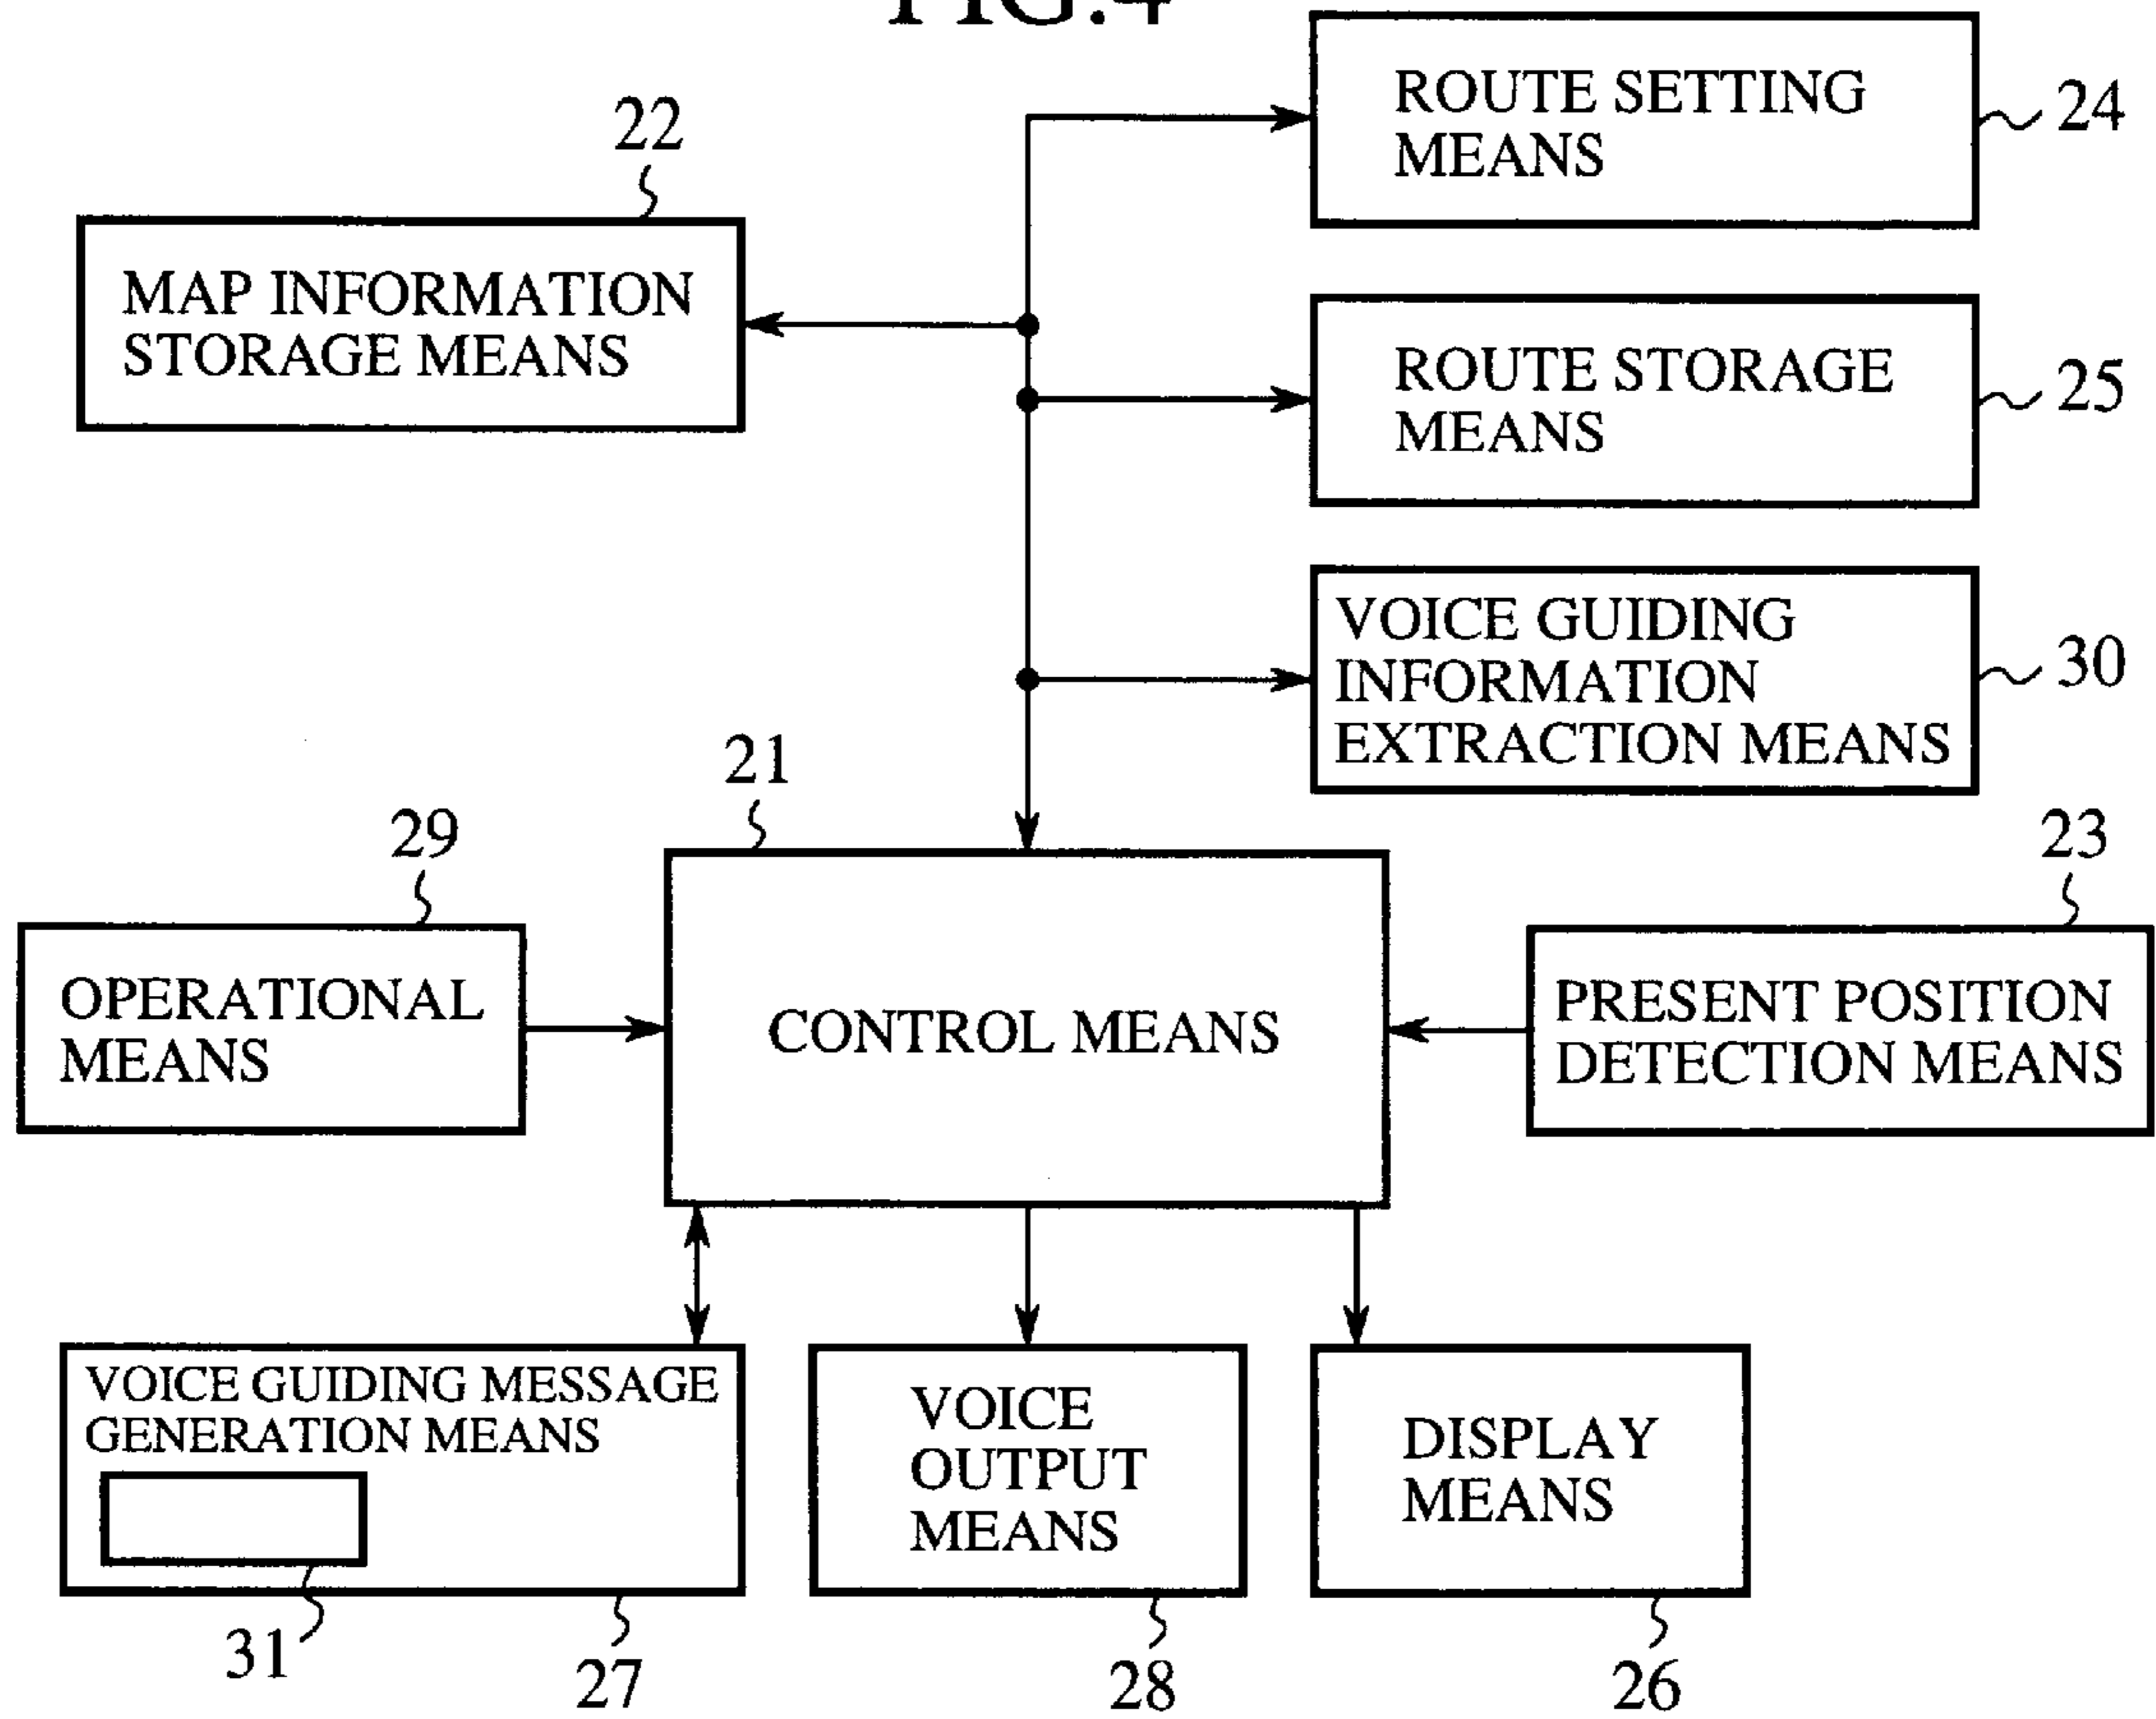 FIG.4
ROUTE SETTING
MEANS
24
22
MAP INFORMATION
STORAGE MEANS
ROUTE STORAGE
MEANS
25
VOICE GUIDING
INFORMATION
EXTRACTION MEANS
30
21
29
23
OPERATIONAL
MEANS
CONTROL MEANS
PRESENT POSITION
DETECTION MEANS
VOICE GUIDING MESSAGE
GENERATION MEANS
VOICE
OUTPUT
MEANS
DISPLAY
MEANS
31
27
28
26